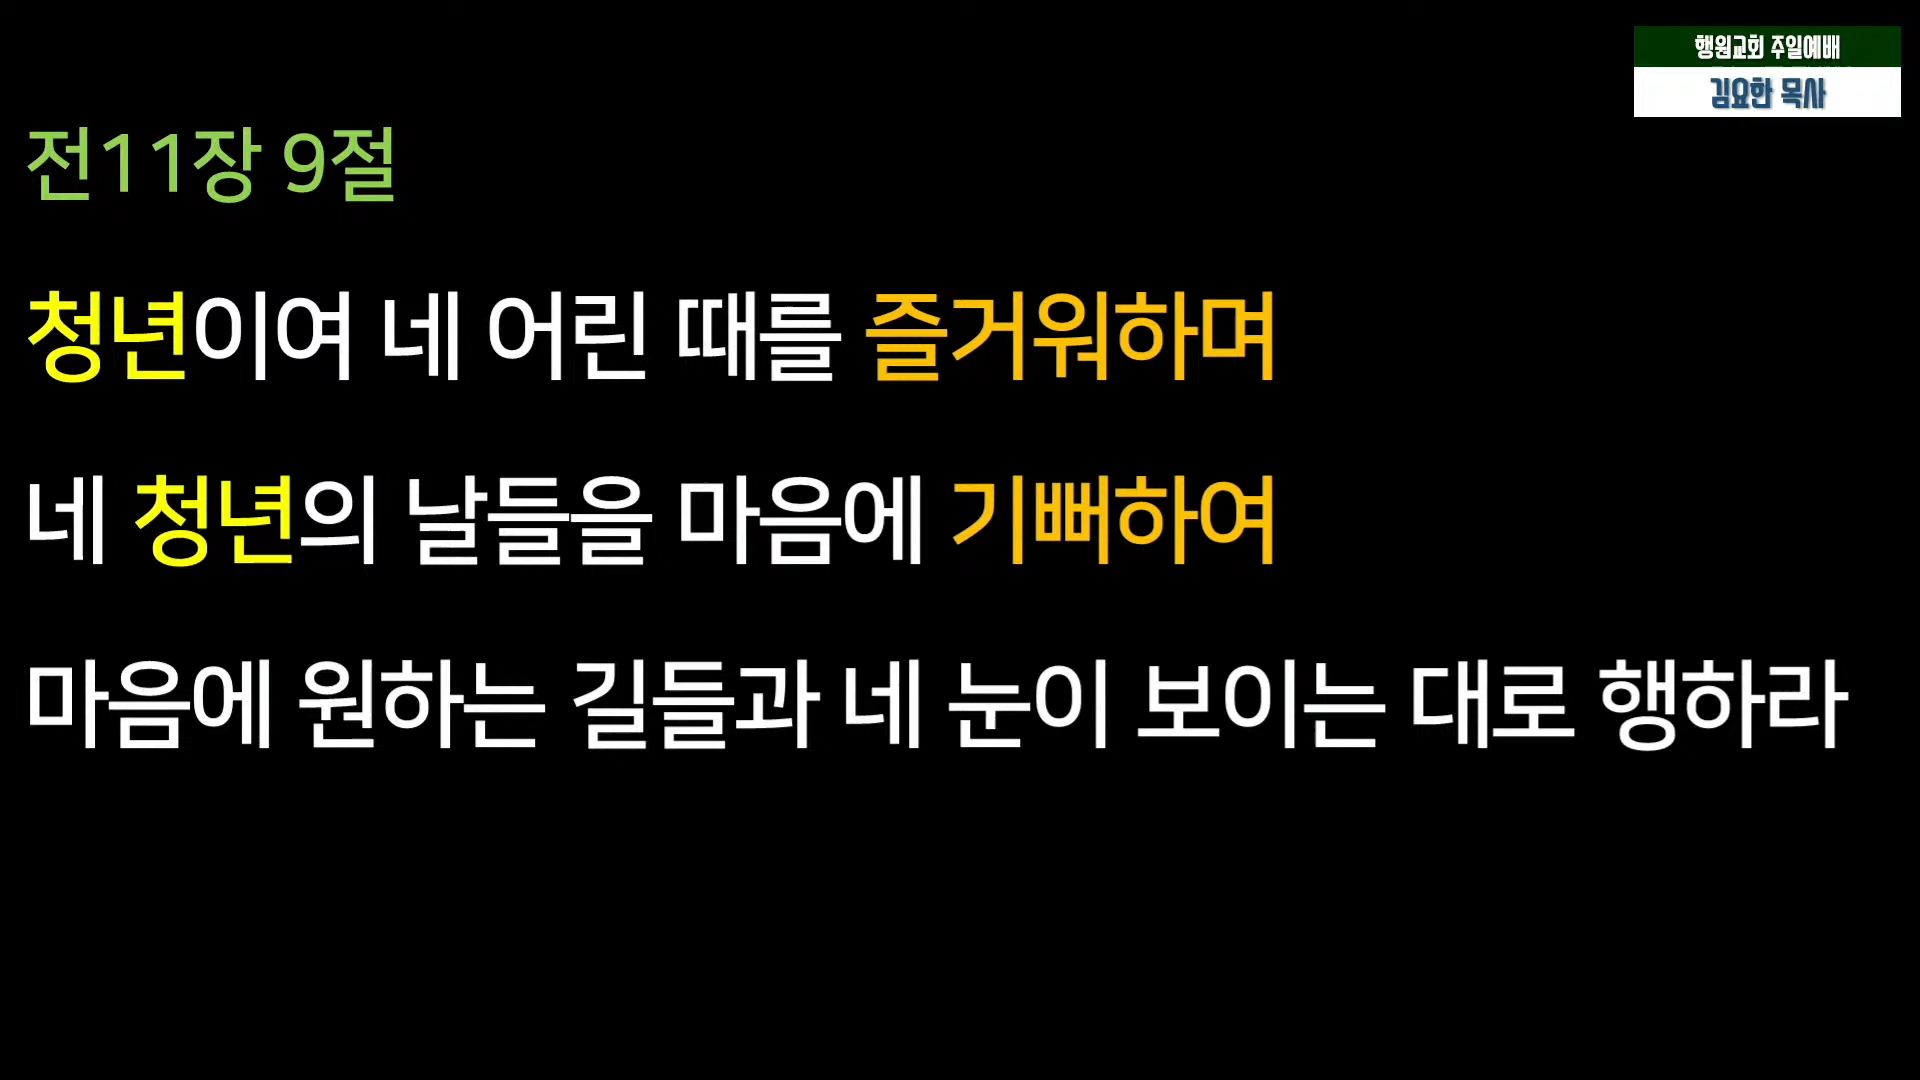 행원교회 주일예배
김요한 목사
전11장 9절
청년이여 네 어린 때를 즐거워하며
네 청년의 날들을 마음에 기뻐하여
마음에 원하는 길들과 네 눈이 보이는 대로 행하라